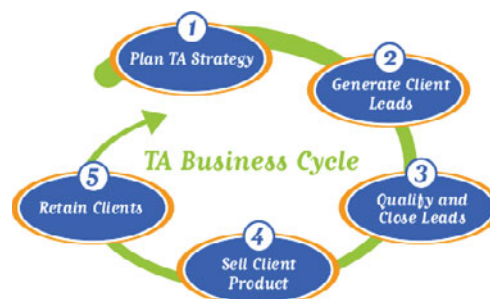 1
Plan TA Strategy
2
Generate Client
Leads
3
Qualify and
Close Leads
4
Sell Client
Product
5
Retain Clients
TA Business Cycle